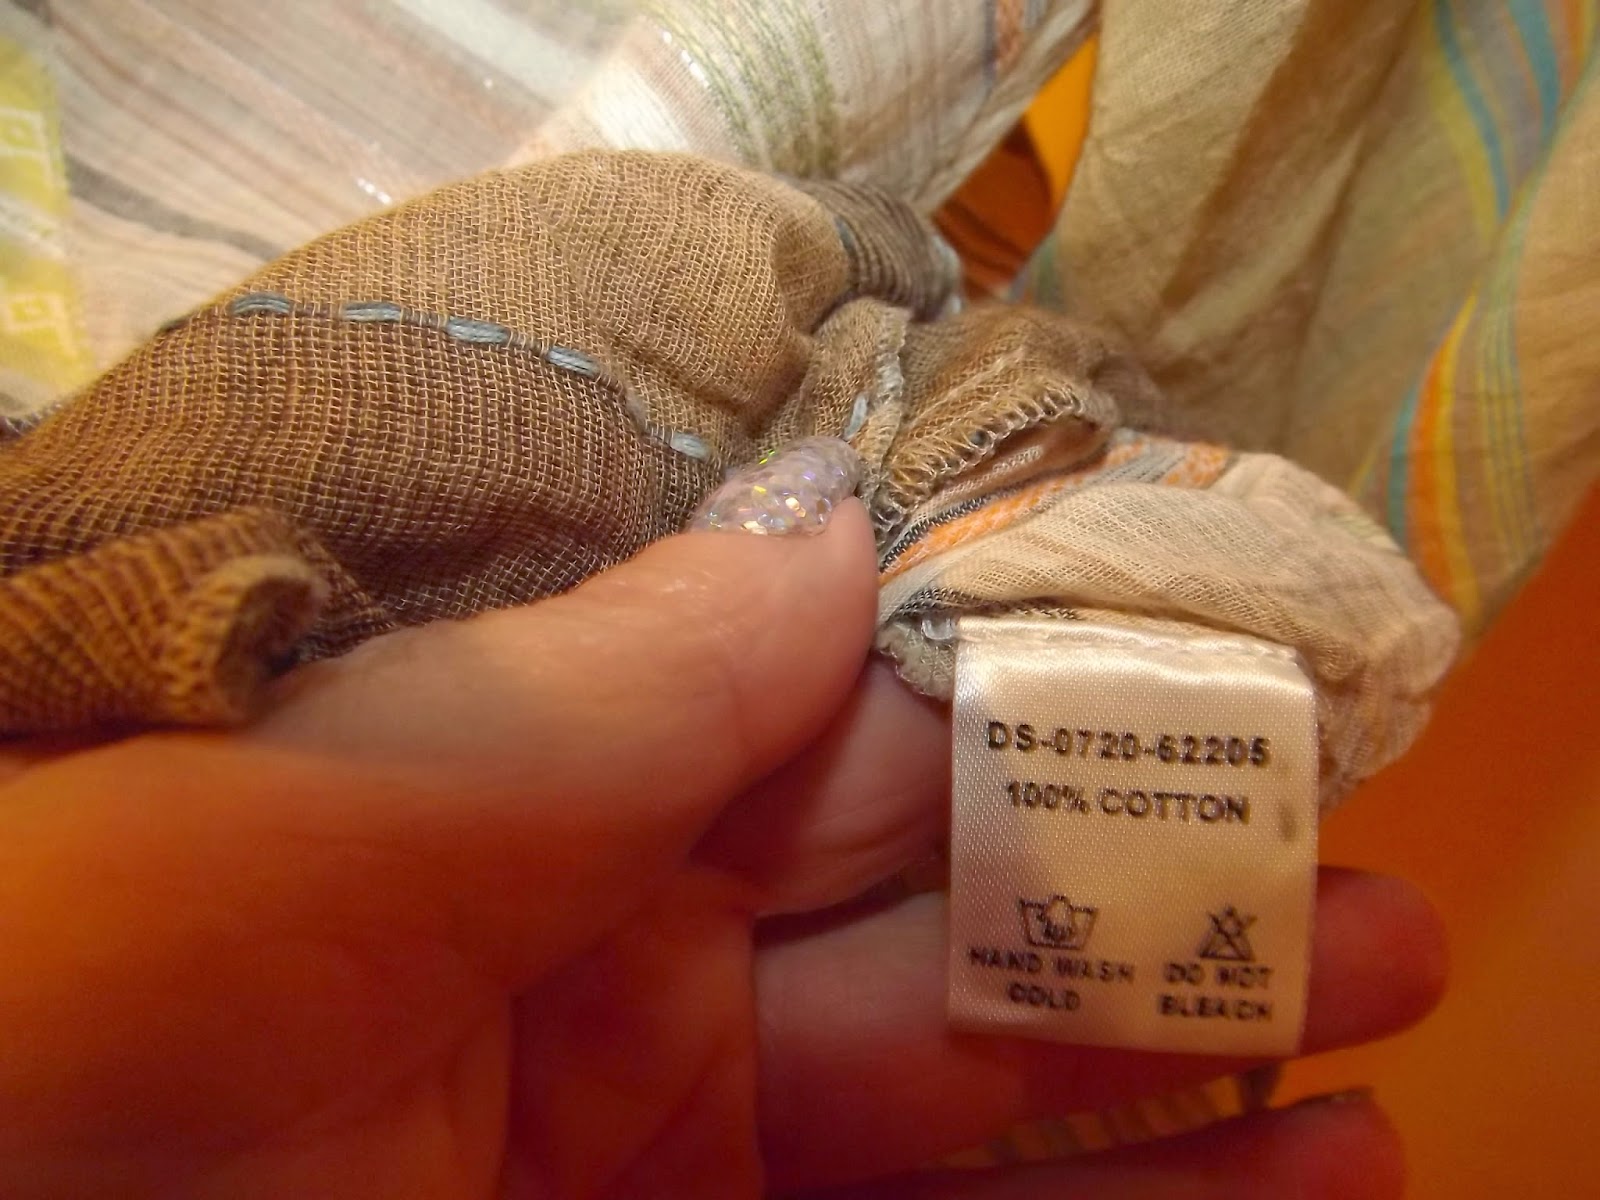 DS-0720-62205
100% COTTON
HAND WASH
COLD
DO NOT
BLEACH